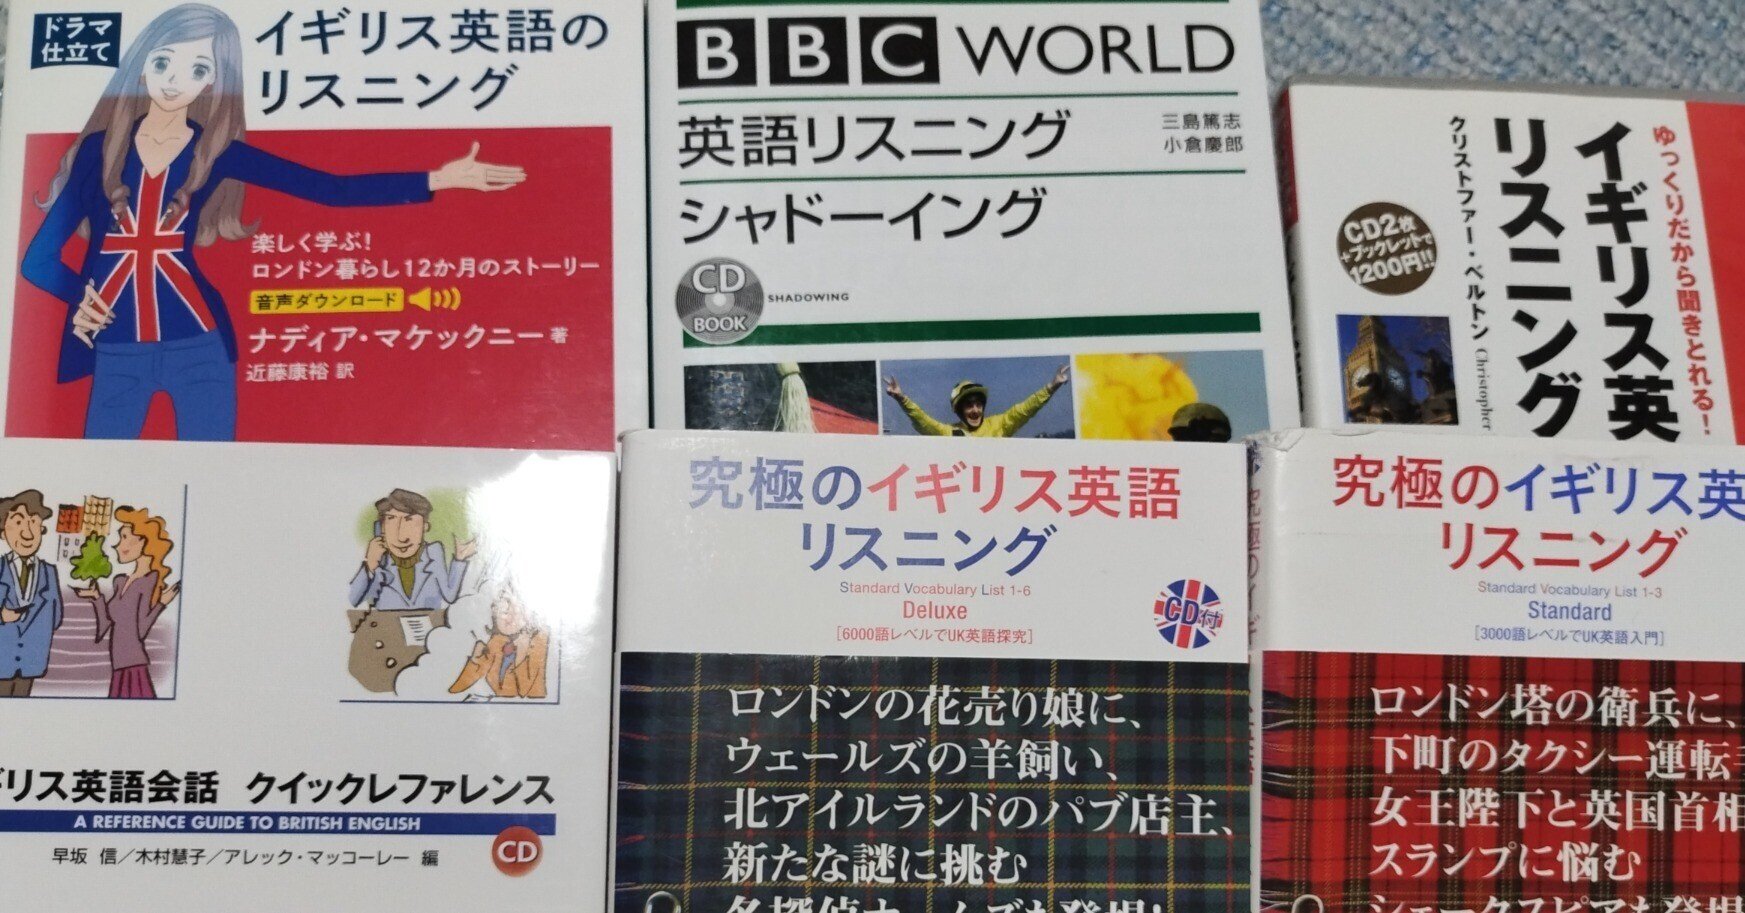 ドラマ
仕立て
イギリス英語の
リスニング
楽しく学ぶ!
ロンドン暮らし12か月のストーリー
音声ダウンロード
ナディア・マケックニー 著
近藤康裕 訳
BBC WORLD
英語リスニング
三島篤志
小倉慶郎
シャドーイング
CD
BOOK
SHADOWING
ゆっくりだから聞きとれる!
イギリス英
リスニング
クリストファー・ベルトン
Christopher
CD2枚
+ブックレットで
1200円!!
リス英語会話 クイックレファレンス
A REFERENCE GUIDE TO BRITISH ENGLISH
早坂 信/木村慧子/アレック・マッコーレー 編
CD
究極のイギリス英語
リスニング
Standard Vocabulary List 1-6
Deluxe
[6000語レベルでUK英語探究]
CD付
ロンドンの花売り娘に、
ウェールズの羊飼い、
北アイルランドのパブ店主、
新たな謎に挑む
究極のイギリス英
リスニング
Standard Vocabulary List 1-3
Standard
[3000語レベルでUK英語入門]
ロンドン塔の衛兵に、
下町のタクシー運転
女王陛下と英国首相
スランプに悩む